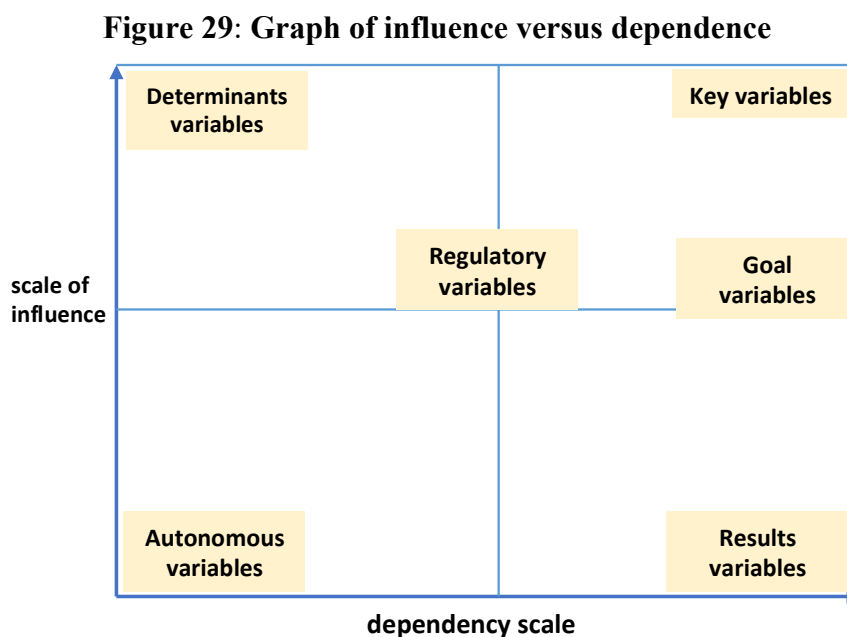 Figure 29: Graph of influence versus dependence
Determinants
variables
Key variables
Regulatory
variables
Goal
variables
scale of
influence
Autonomous
variables
Results
variables
dependency scale